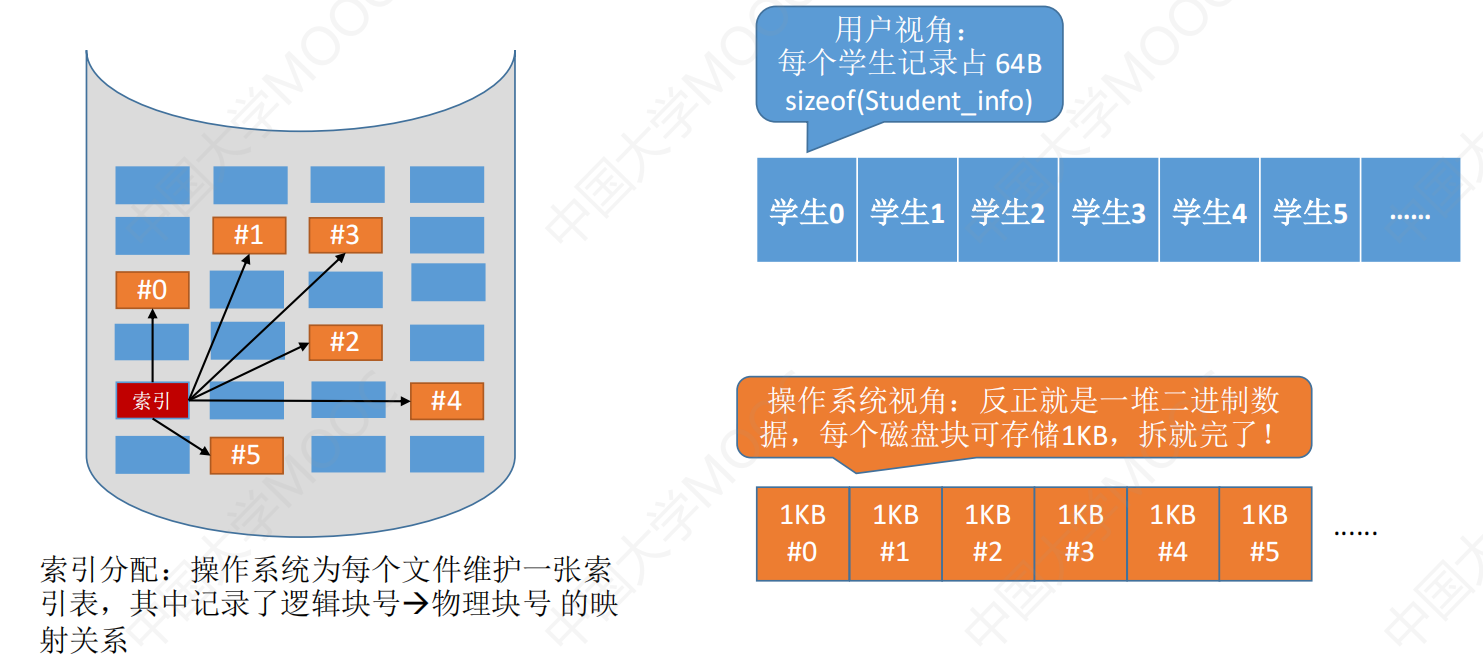 用户视角：
每个学生记录占 64B
sizeof(Student_info)
学生0 学生1 学生2 学生3 学生4 学生5 ……
#1 #3
#0
#2
索引 #4
#5
操作系统视角：反正就是一堆二进制数
据，每个磁盘块可存储1KB，拆就完了！
1KB 1KB 1KB 1KB 1KB 1KB
#0 #1 #2 #3 #4 #5 ……
索引分配：操作系统为每个文件维护一张索
引表，其中记录了逻辑块号→物理块号 的映
射关系
中国大学MOOC